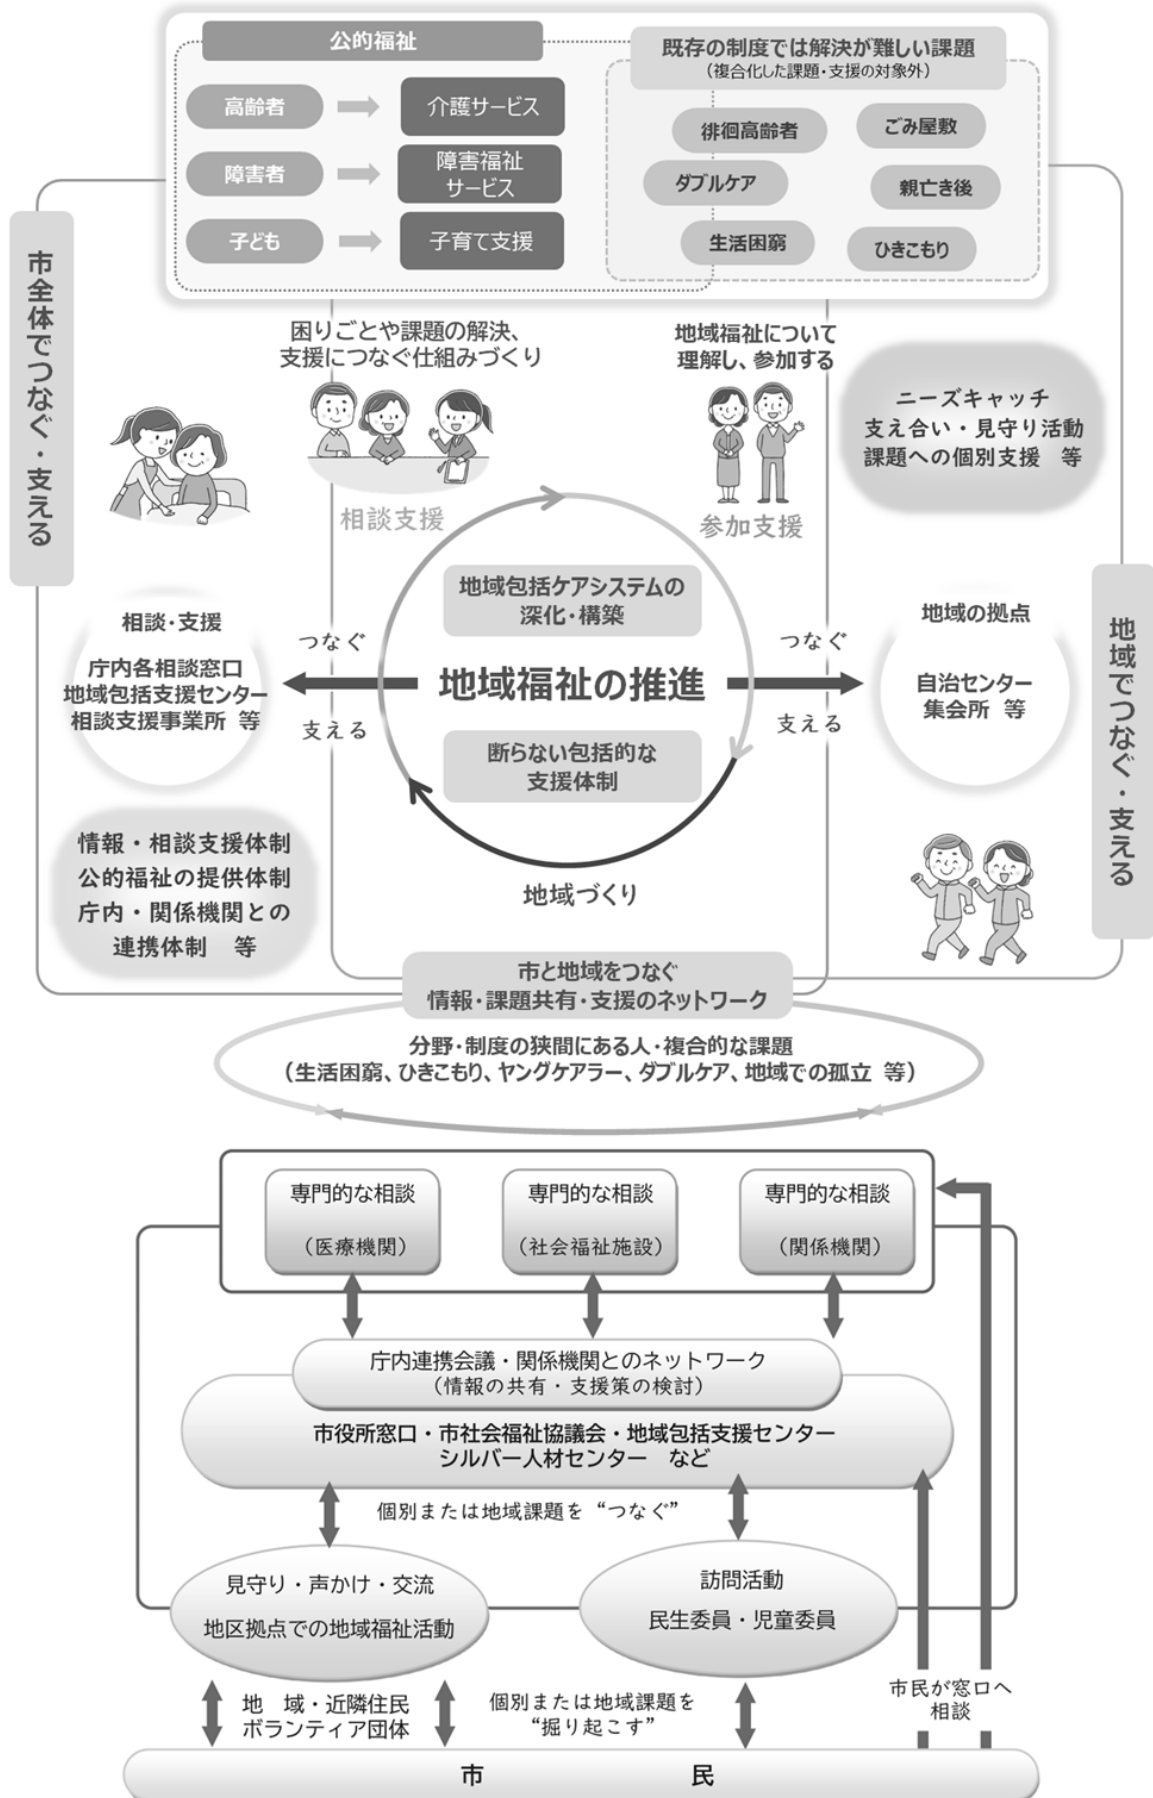 公的福祉
高齢者
介護サービス
障害者
障害福祉
サービス
子ども
子育て支援
既存の制度では解決が難しい課題
（複合化した課題・支援の対象外）
徘徊高齢者
ごみ屋敷
ダブルケア
親亡き後
生活困窮
ひきこもり
市全体でつなぐ・支える
困りごとや課題の解決、
支援につなぐ仕組みづくり
地域福祉について
理解し、参加する
ニーズキャッチ
支え合い・見守り活動
課題への個別支援　等
相談支援
参加支援
地域包括ケアシステムの
深化・構築
地域福祉の推進
断らない包括的な
支援体制
つなぐ
支える
つなぐ
支える
相談・支援
庁内各相談窓口
地域包括支援センター
相談支援事業所　等
地域の拠点
自治センター
集会所　等
地域でつなぐ・支える
情報・相談支援体制
公的福祉の提供体制
庁内・関係機関との
連携体制　等
地域づくり
市と地域をつなぐ
情報・課題共有・支援のネットワーク
分野・制度の狭間にある人・複合的な課題
（生活困窮、ひきこもり、ヤングケアラー、ダブルケア、地域での孤立　等）
専門的な相談
（医療機関）
専門的な相談
（社会福祉施設）
専門的な相談
（関係機関）
庁内連携会議・関係機関とのネットワーク
（情報の共有・支援策の検討）
市役所窓口・市社会福祉協議会・地域包括支援センター
シルバー人材センター　など
個別または地域課題を“つなぐ”
見守り・声かけ・交流
地区拠点での地域福祉活動
訪問活動
民生委員・児童委員
地　域・近隣住民
ボランティア団体
個別または地域課題を
“掘り起こす”
市民が窓口へ
相談
市　　　　　　　　民